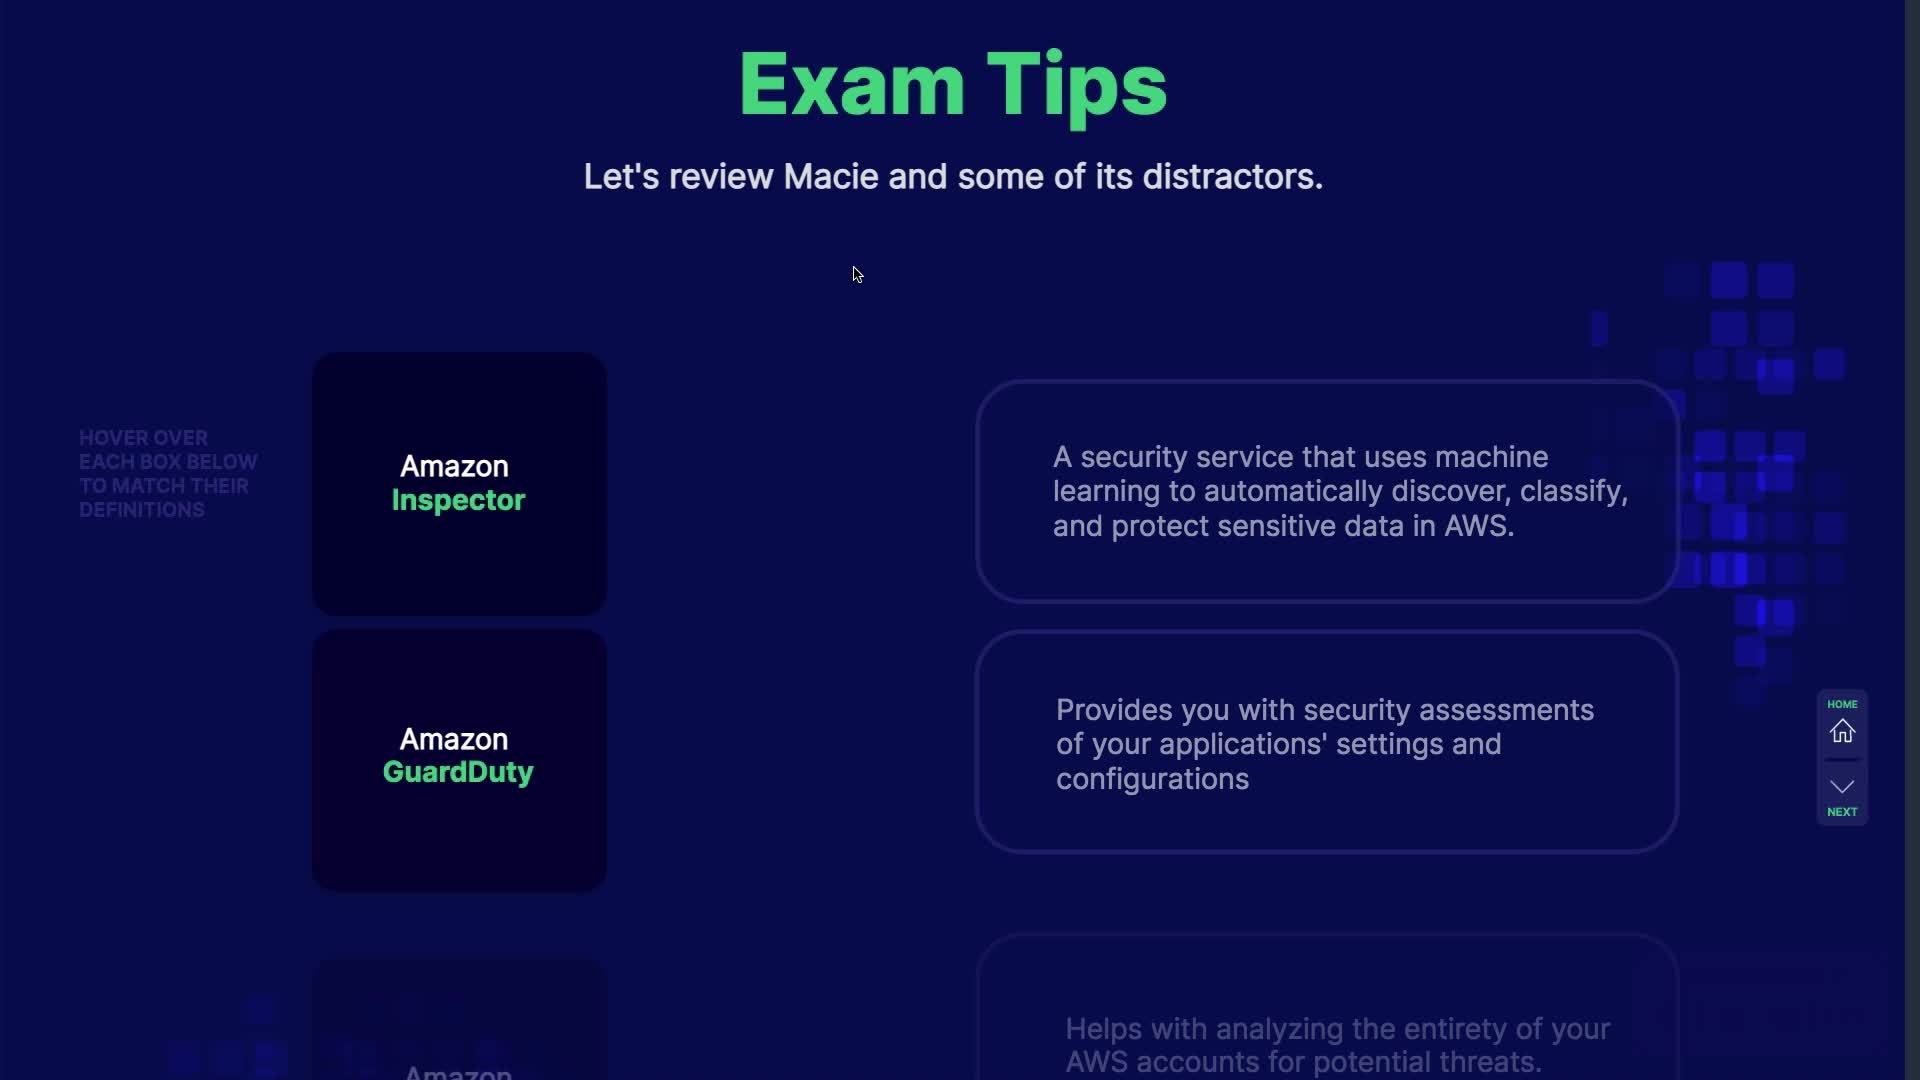 Exam Tips
Let's review Macie and some of its distractors.
HOVER OVER
EACH BOX BELOW
TO MATCH THEIR
DEFINITIONS
Amazon
Inspector
A security service that uses machine
learning to automatically discover, classify,
and protect sensitive data in AWS.
Amazon
GuardDuty
Provides you with security assessments
of your applications' settings and
configurations
HOME
NEXT
Helps with analyzing the entirety of your
AWS accounts for potential threats.
Amazon